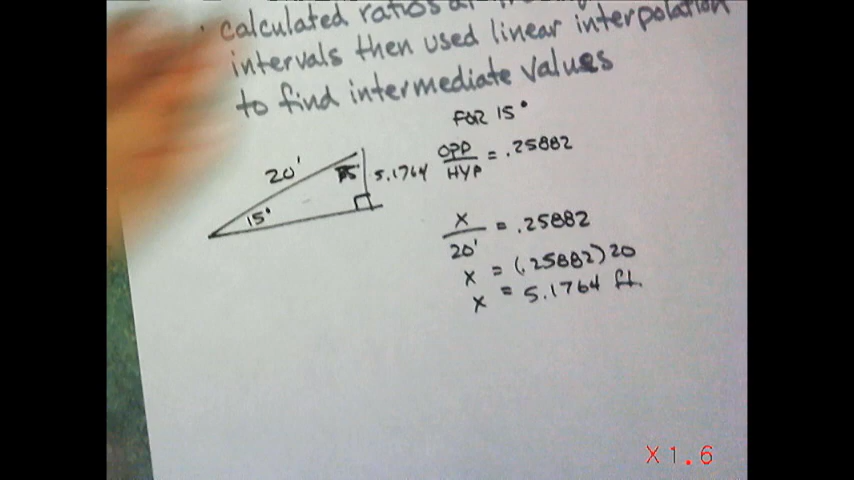 calculated ratios
intervals then used linear interpolation
to find intermediate values
FOR 15°
OPP
HYP
= .25882
20'
5.1764
15°
x
20'
= .25882
x = (.25882)20
x = 5.1764 ft.
X1.6